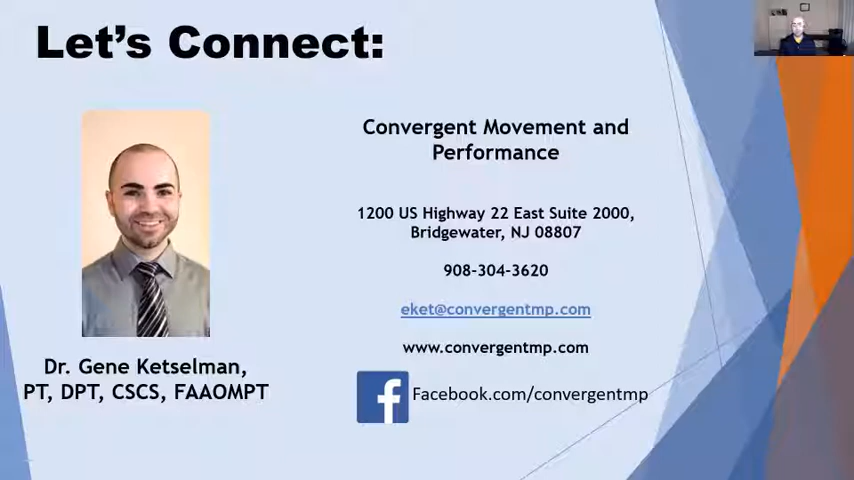 Let's Connect:
Convergent Movement and
Performance
1200 US Highway 22 East Suite 2000,
Bridgewater, NJ 08807
908-304-3620
eket@convergentmp.com
www.convergentmp.com
Facebook.com/convergentmp
Dr. Gene Ketselman,
PT, DPT, CSCS, FAAOMPT